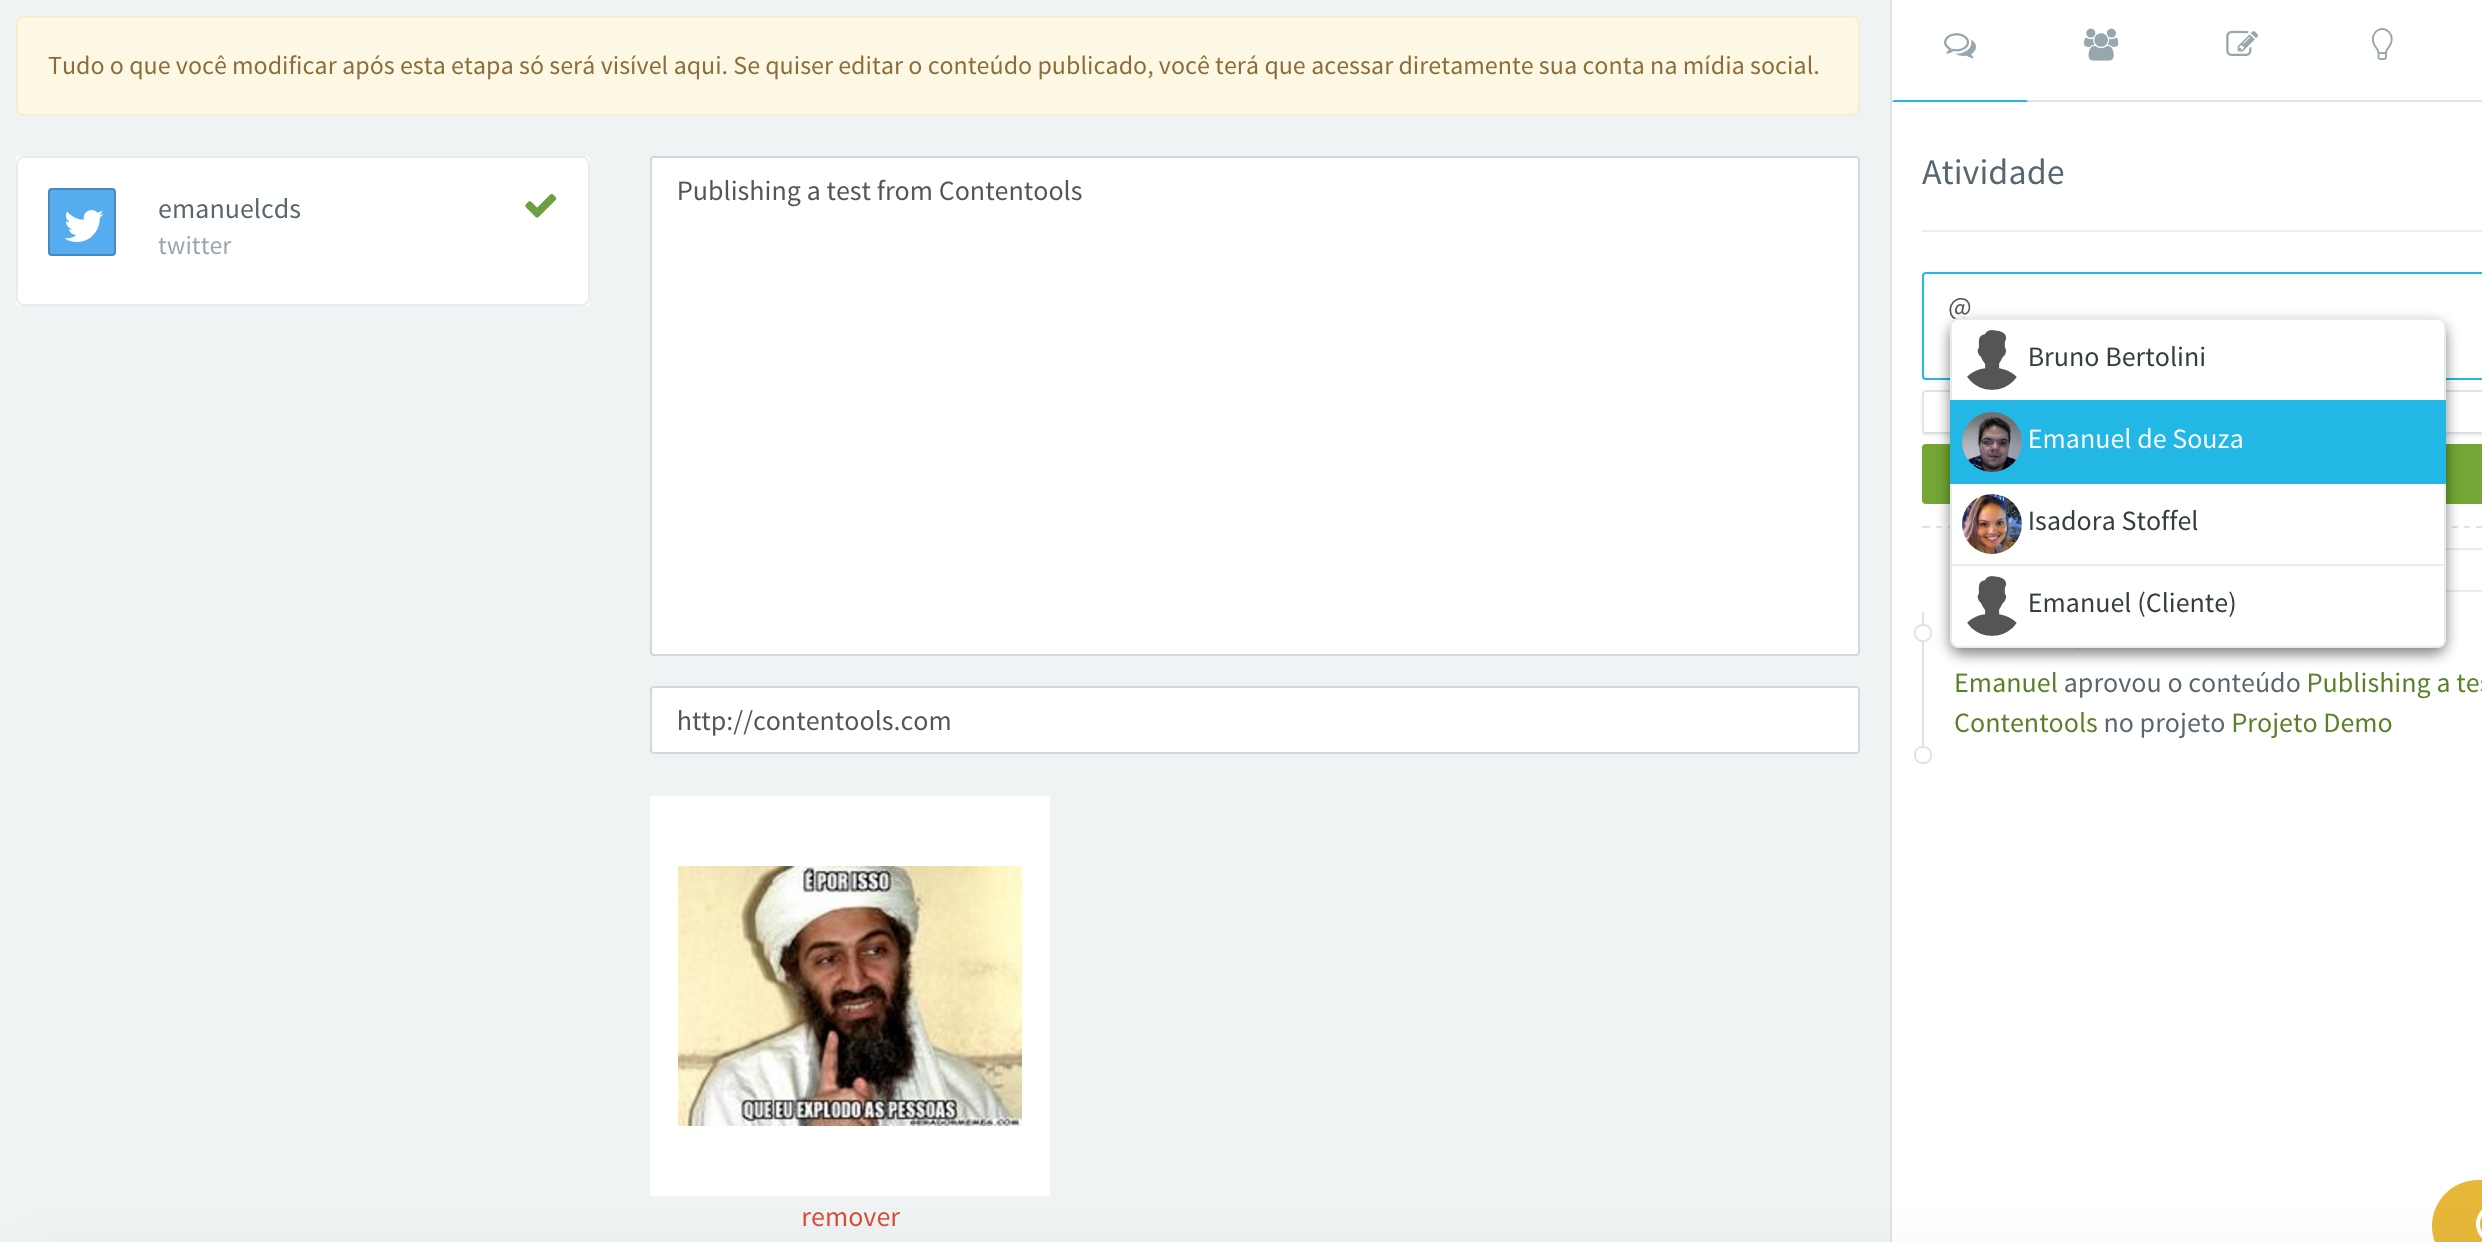 Tudo o que você modificar após esta etapa só será visível aqui. Se quiser editar o conteúdo publicado, você terá que acessar diretamente sua conta na mídia social.
emanuelcds
twitter
Publishing a test from Contentools
http://contentools.com
É POR ISSO
QUE EU EXPLODO AS PESSOAS
GERADORMEMES.COM
remover
Atividade
@
Bruno Bertolini
Emanuel de Souza
Isadora Stoffel
Emanuel (Cliente)
Emanuel aprovou o conteúdo Publishing a
Contentools no projeto Projeto Demo